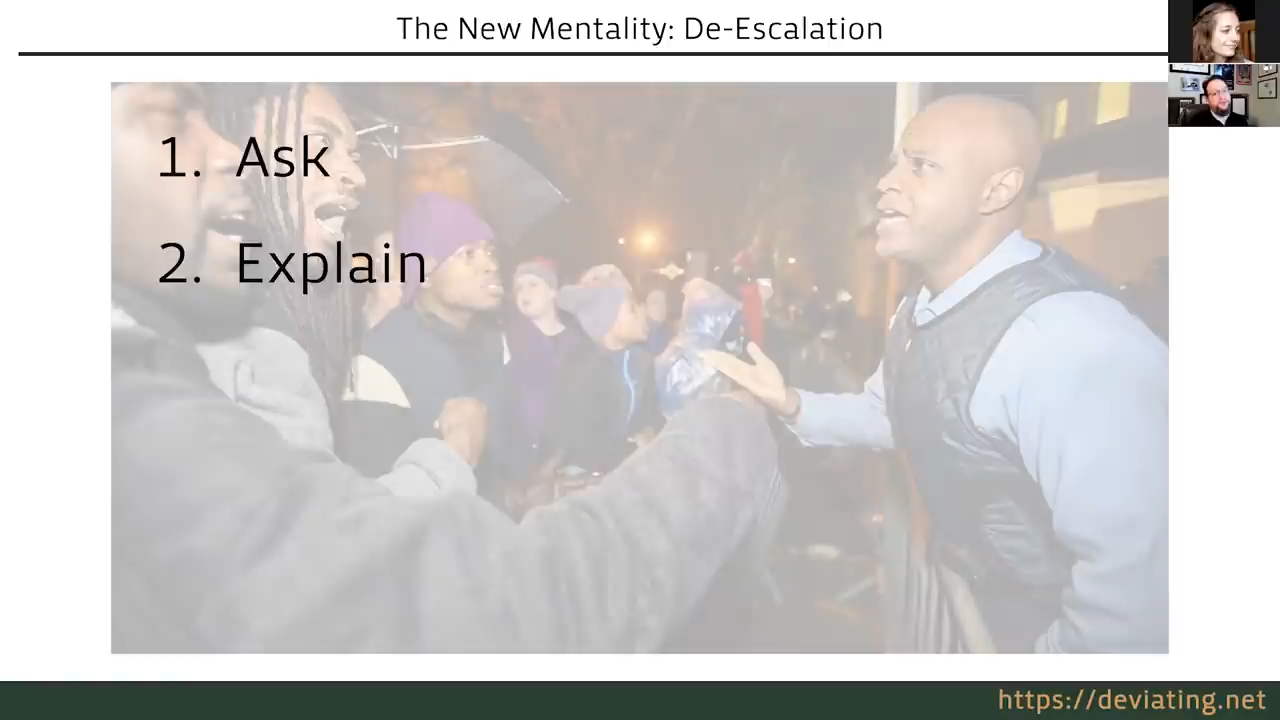 The New Mentality: De-Escalation
1. Ask
2. Explain
https://deviating.net